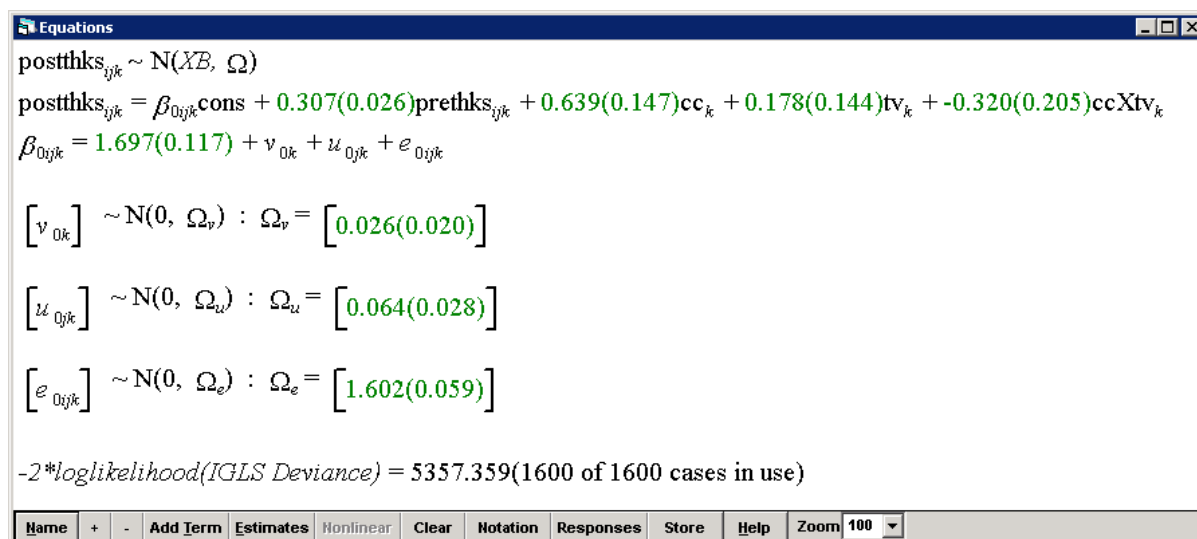 Equations
postthks_ijk ~ N(XB, Ω)
postthks_ijk = β_0ijk cons + 0.307(0.026)prethks_ijk + 0.639(0.147)cc_k + 0.178(0.144)tv_k + -0.320(0.205)ccXtv_k
β_0ijk = 1.697(0.117) + v_0k + u_0jk + e_0ijk
[v_0k] ~ N(0, Ω_v) : Ω_v = [0.026(0.020)]
[u_0jk] ~ N(0, Ω_u) : Ω_u = [0.064(0.028)]
[e_0ijk] ~ N(0, Ω_e) : Ω_e = [1.602(0.059)]
-2*loglikelihood(IGLS Deviance) = 5357.359(1600 of 1600 cases in use)
Name + - Add Term Estimates Nonlinear Clear Notation Responses Store Help Zoom 100